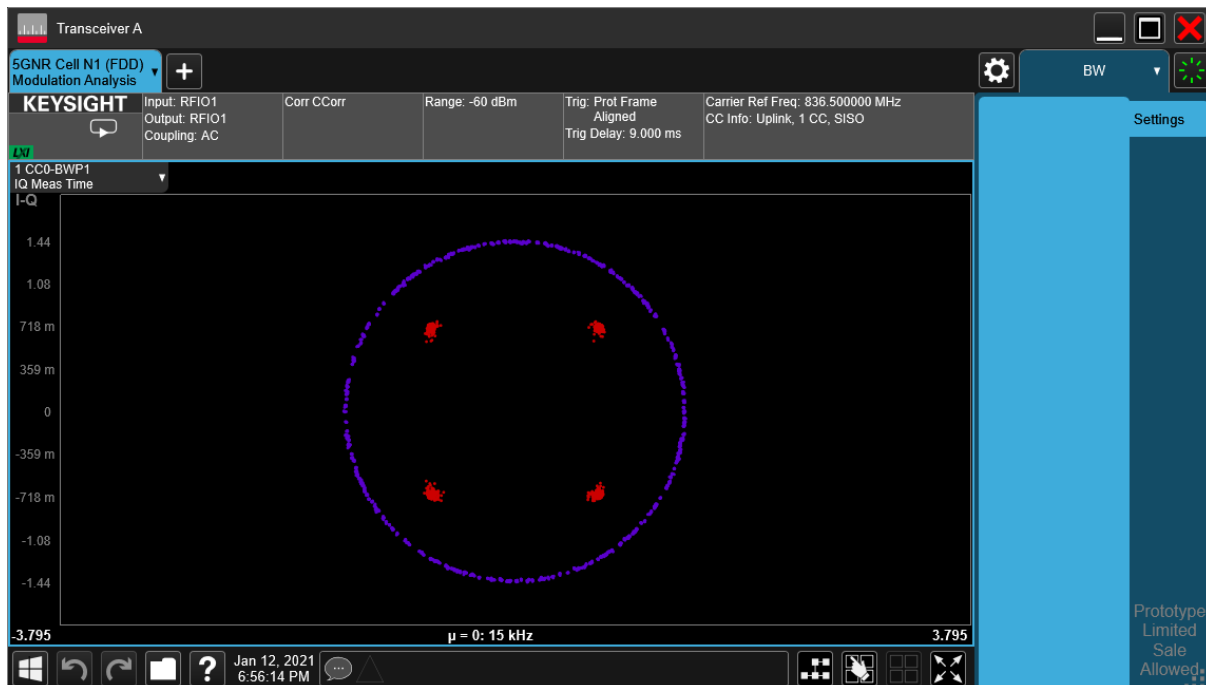 Transceiver A
5GNR Cell N1 (FDD)
Modulation Analysis
BW
KEYSIGHT
LXI
Input: RFIO1
Output: RFIO1
Coupling: AC
Corr CCorr
Range: -60 dBm
Trig: Prot Frame
Aligned
Trig Delay: 9.000 ms
Carrier Ref Freq: 836.500000 MHz
CC Info: Uplink, 1 CC, SISO
Settings
1 CC0-BWP1
IQ Meas Time
I-Q
1.44
1.08
718 m
359 m
0
-359 m
-718 m
-1.08
-1.44
-3.795
μ = 0: 15 kHz
3.795
Prototype
Limited
Sale
Allowed
?
Jan 12, 2021
6:56:14 PM